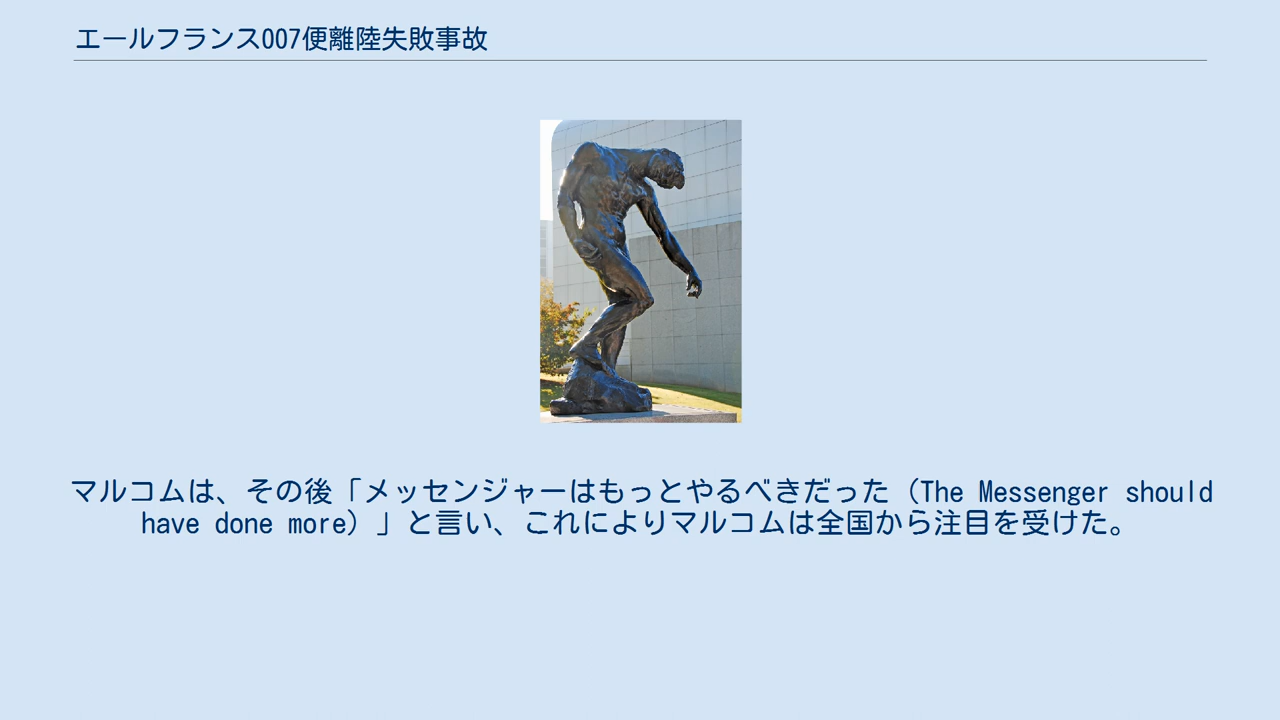 エールフランス007便離陸失敗事故
マルコムは、その後「メッセンジャーはもっとやるべきだった（The Messenger should
have done more）」と言い、これによりマルコムは全国から注目を受けた。